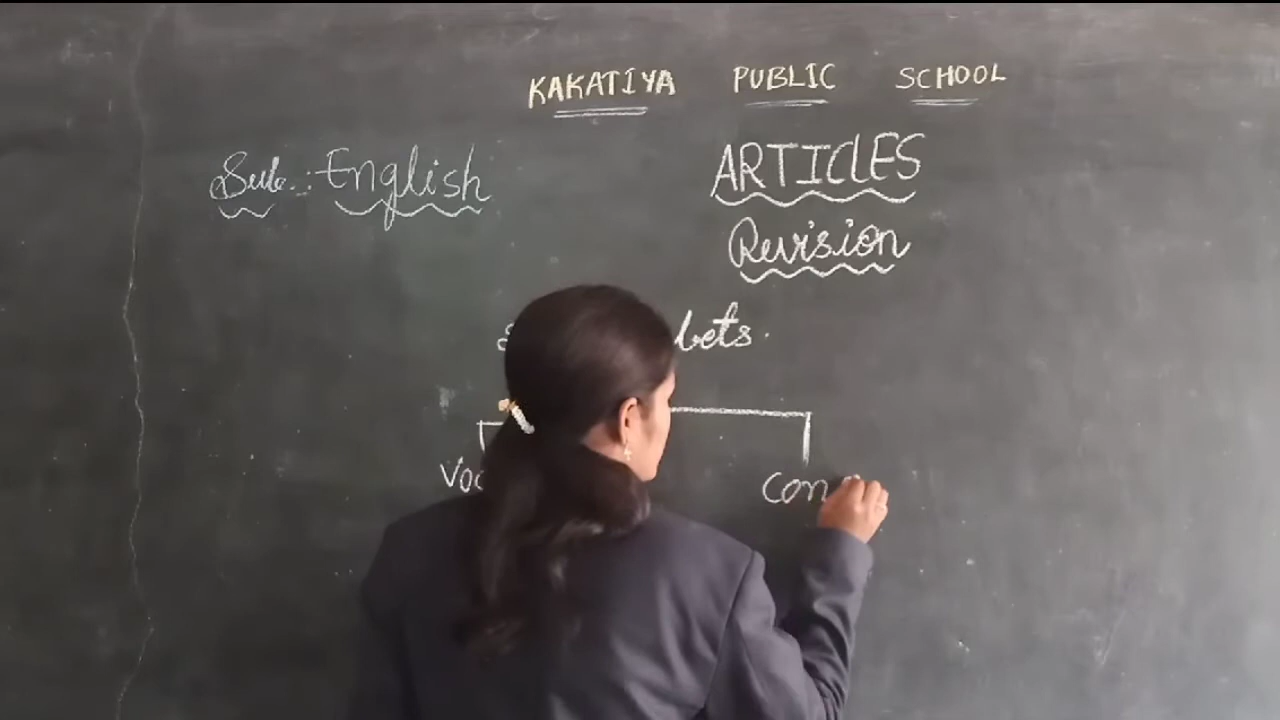 KAKATIYA PUBLIC SCHOOL
Sub.: English
ARTICLES
Revision
bets.
Voc
Con